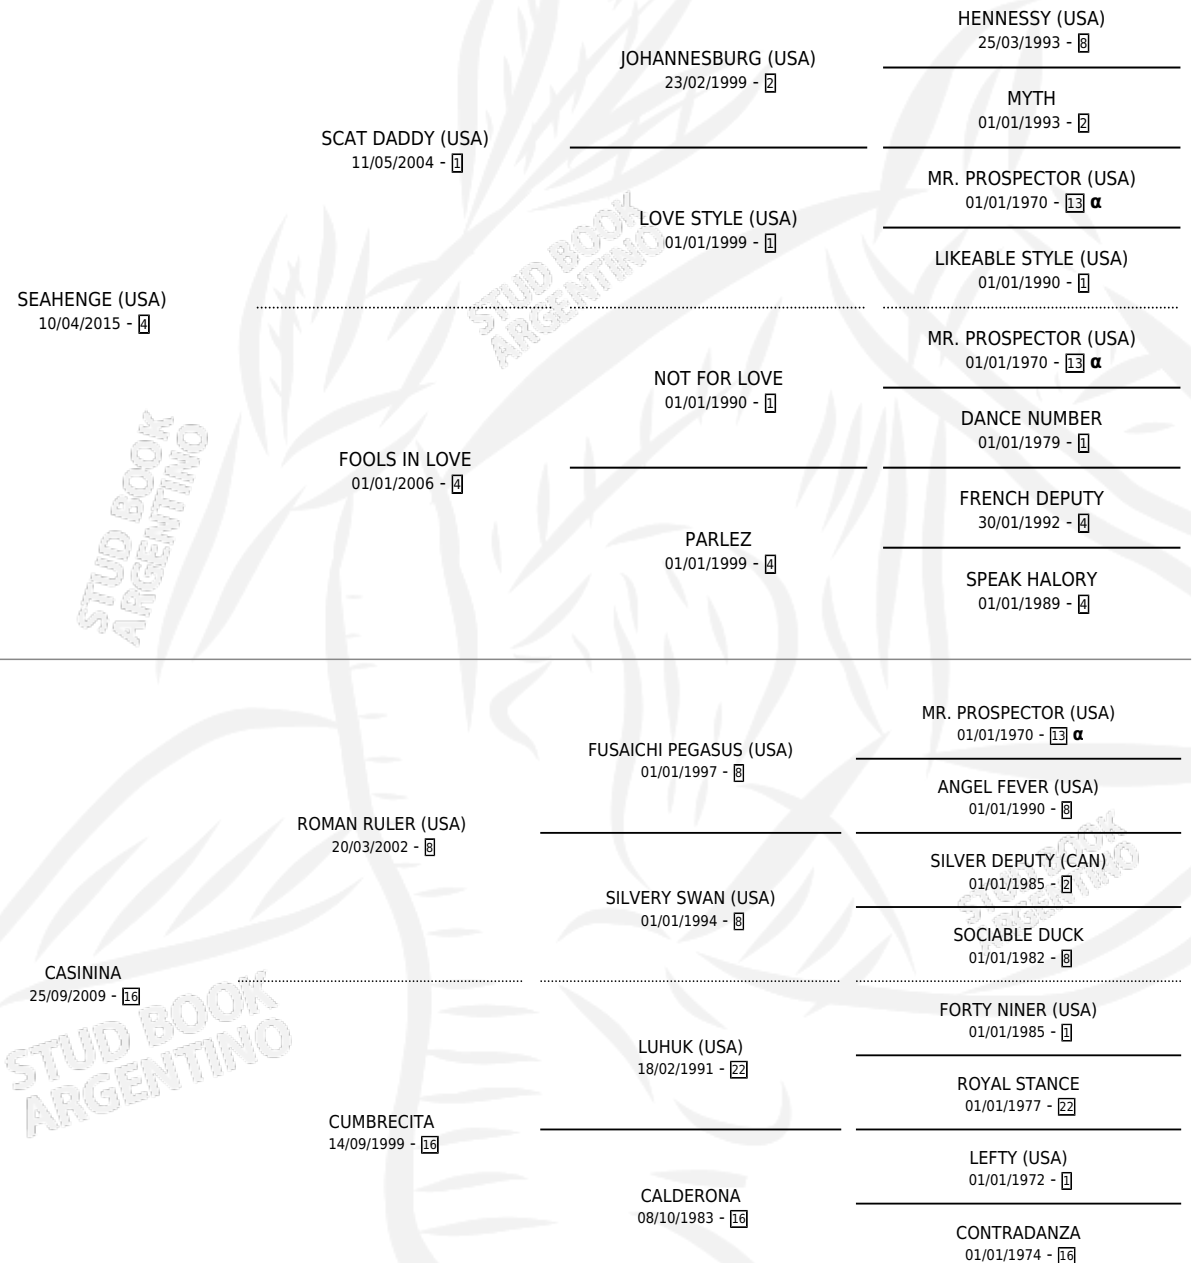 HENNESSY (USA)
25/03/1993 - 8
JOHANNESBURG (USA)
23/02/1999 - 2
MYTH
01/01/1993 - 2
SCAT DADDY (USA)
11/05/2004 - 1
MR. PROSPECTOR (USA)
01/01/1970 - 13 α
LOVE STYLE (USA)
01/01/1999 - 1
LIKEABLE STYLE (USA)
01/01/1990 - 1
SEAHENGE (USA)
10/04/2015 - 4
MR. PROSPECTOR (USA)
01/01/1970 - 13 α
NOT FOR LOVE
01/01/1990 - 1
DANCE NUMBER
01/01/1979 - 1
FOOLS IN LOVE
01/01/2006 - 4
FRENCH DEPUTY
30/01/1992 - 4
PARLEZ
01/01/1999 - 4
SPEAK HALORY
01/01/1989 - 4
MR. PROSPECTOR (USA)
01/01/1970 - 13 α
FUSAICHI PEGASUS (USA)
01/01/1997 - 8
ANGEL FEVER (USA)
01/01/1990 - 8
ROMAN RULER (USA)
20/03/2002 - 8
SILVER DEPUTY (CAN)
01/01/1985 - 2
SILVERY SWAN (USA)
01/01/1994 - 8
SOCIABLE DUCK
01/01/1982 - 8
CASININA
25/09/2009 - 16
FORTY NINER (USA)
01/01/1985 - 1
LUHUK (USA)
18/02/1991 - 22
ROYAL STANCE
01/01/1977 - 22
CUMBRECITA
14/09/1999 - 16
LEFTY (USA)
01/01/1972 - 1
CALDERONA
08/10/1983 - 16
CONTRADANZA
01/01/1974 - 16
STUD BOOK
ARGENTINO
STUD BOOK
ARGENTINO
STUD BOOK
ARGENTINO
STUD BOOK
ARGENTINO